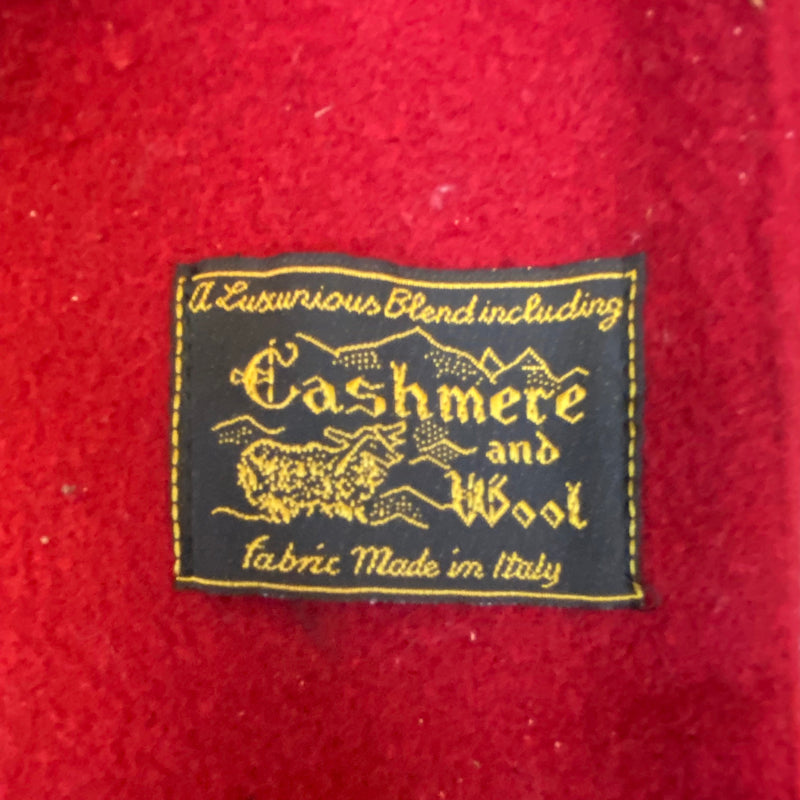 A Luxurious Blend including
Cashmere
and
Wool
fabric Made in Italy